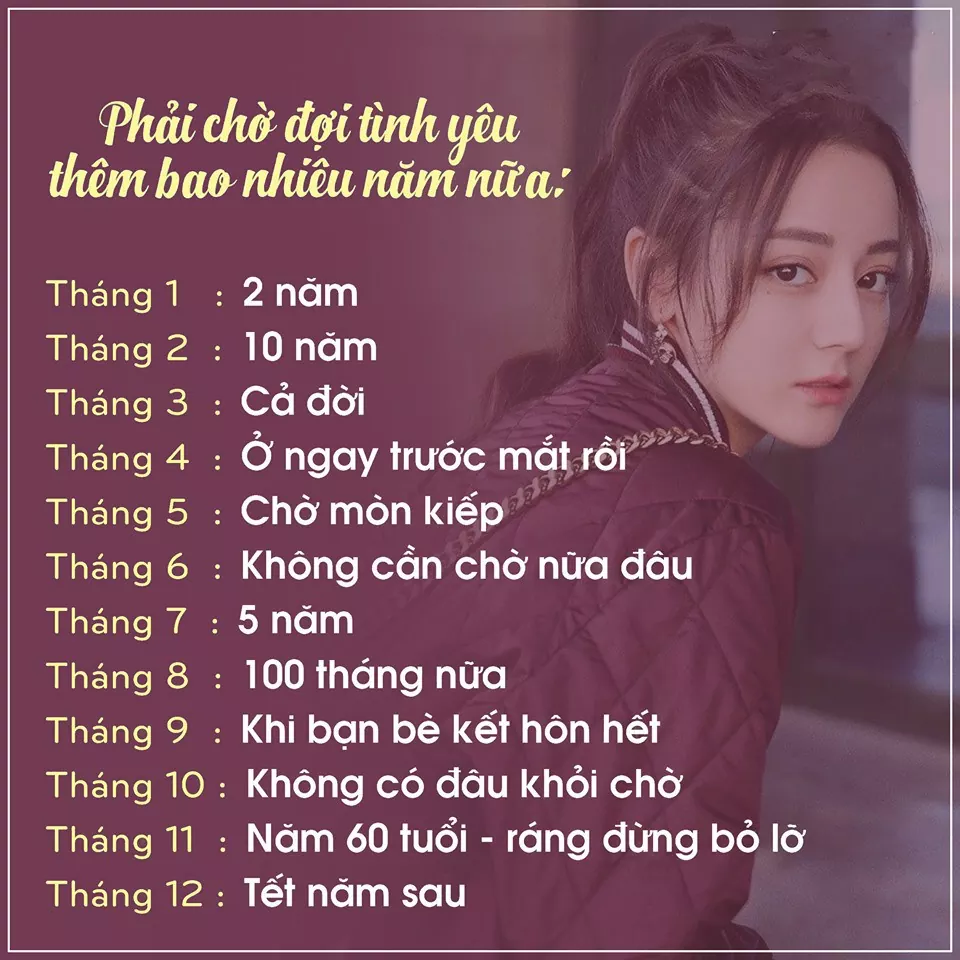 Phải chờ đợi tình yêu
thêm bao nhiêu năm nữa:
Tháng 1 : 2 năm
Tháng 2 : 10 năm
Tháng 3 : Cả đời
Tháng 4 : Ở ngay trước mắt rồi
Tháng 5 : Chờ mòn kiếp
Tháng 6 : Không cần chờ nữa đâu
Tháng 7 : 5 năm
Tháng 8 : 100 tháng nữa
Tháng 9 : Khi bạn bè kết hôn hết
Tháng 10 : Không có đâu khỏi chờ
Tháng 11 : Năm 60 tuổi - ráng đừng bỏ lỡ
Tháng 12 : Tết năm sau